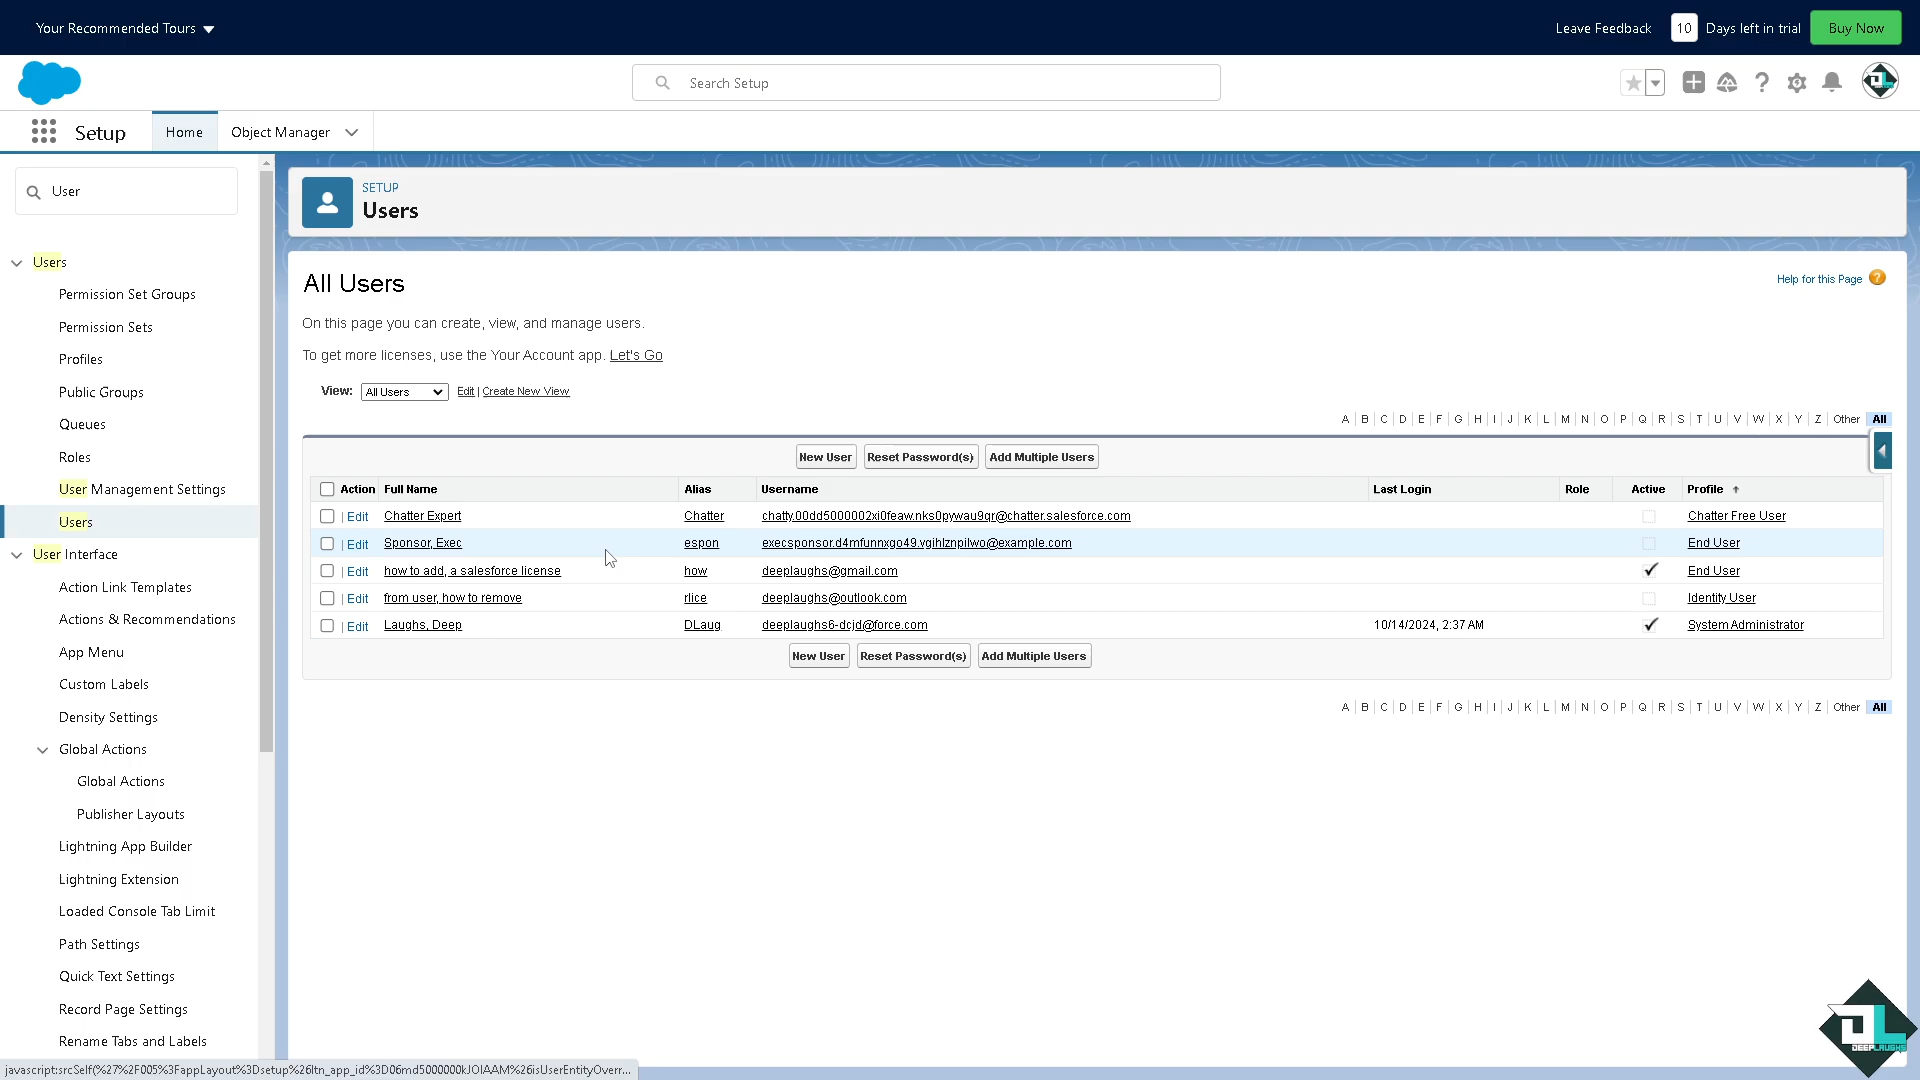 Your Recommended Tours
Leave Feedback 10 Days left in trial Buy Now
Search Setup
Setup Home Object Manager
User
SETUP
Users
Users
Permission Set Groups
Permission Sets
Profiles
Public Groups
Queues
Roles
User Management Settings
Users
User Interface
Action Link Templates
Actions & Recommendations
App Menu
Custom Labels
Density Settings
Global Actions
Global Actions
Publisher Layouts
Lightning App Builder
Lightning Extension
Loaded Console Tab Limit
Path Settings
Quick Text Settings
Record Page Settings
Rename Tabs and Labels
All Users
Help for this Page ?
On this page you can create, view, and manage users.
To get more licenses, use the Your Account app. Let's Go
View: All Users Edit | Create New View
A | B | C | D | E | F | G | H | I | J | K | L | M | N | O | P | Q | R | S | T | U | V | W | X | Y | Z | Other All
New User Reset Password(s) Add Multiple Users
Action Full Name Alias Username Last Login Role Active Profile
| Edit Chatter Expert Chatter chatty.00dd5000002xi0feaw.nks0pywau9qr@chatter.salesforce.com Chatter Free User
| Edit Sponsor, Exec espon execsponsor.d4mfunnxgo49.vgihlznpilwo@example.com End User
| Edit how to add, a salesforce license how deeplaughs@gmail.com End User
| Edit from user, how to remove rlice deeplaughs@outlook.com Identity User
| Edit Laughs, Deep DLaug deeplaughs6-dcjd@force.com 10/14/2024, 2:37 AM System Administrator
New User Reset Password(s) Add Multiple Users
A | B | C | D | E | F | G | H | I | J | K | L | M | N | O | P | Q | R | S | T | U | V | W | X | Y | Z | Other All
javascript:srcSelf(%27%2F005%3FappLayout%3Dsetup%26ltn_app_id%3D06md5000000kJOIAAM%26isUserEntityOverr...
DEEPLAUGHS